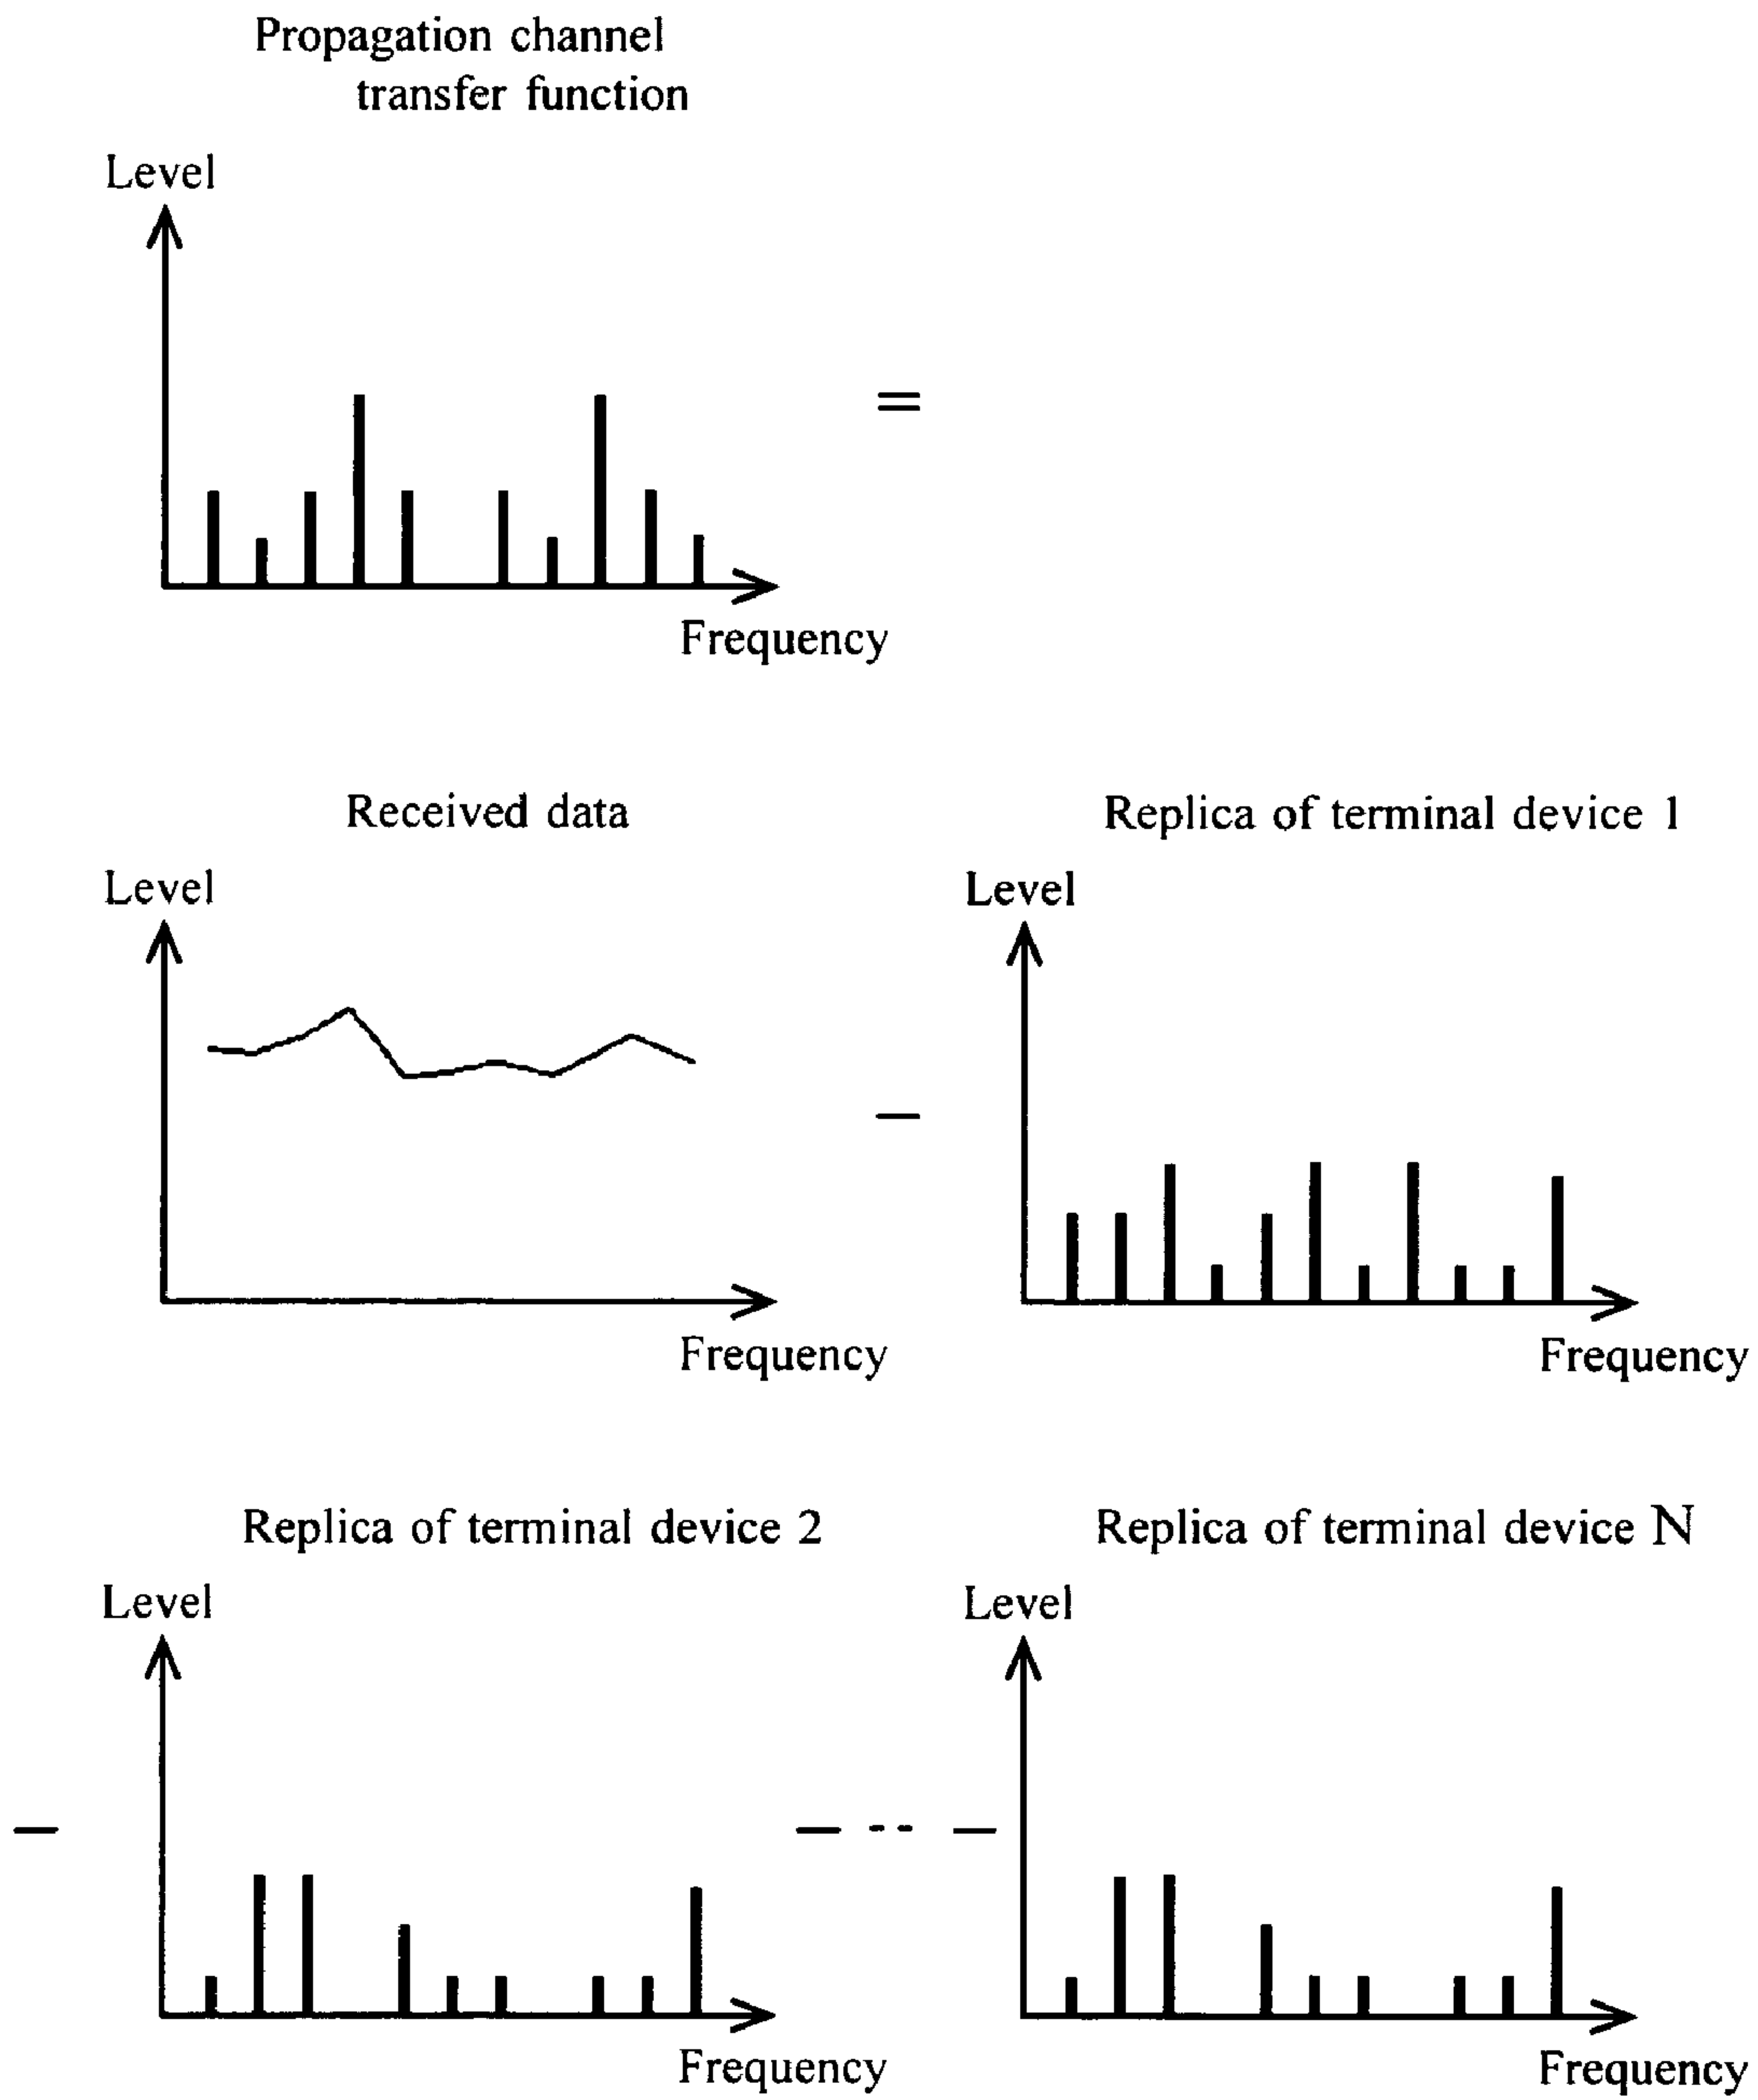 Propagation channel
transfer function
Level
=
Frequency
Received data
Replica of terminal device 1
Level
Level
—
Frequency
Frequency
Replica of terminal device 2
Replica of terminal device N
Level
Level
—
— -- —
Frequency
Frequency